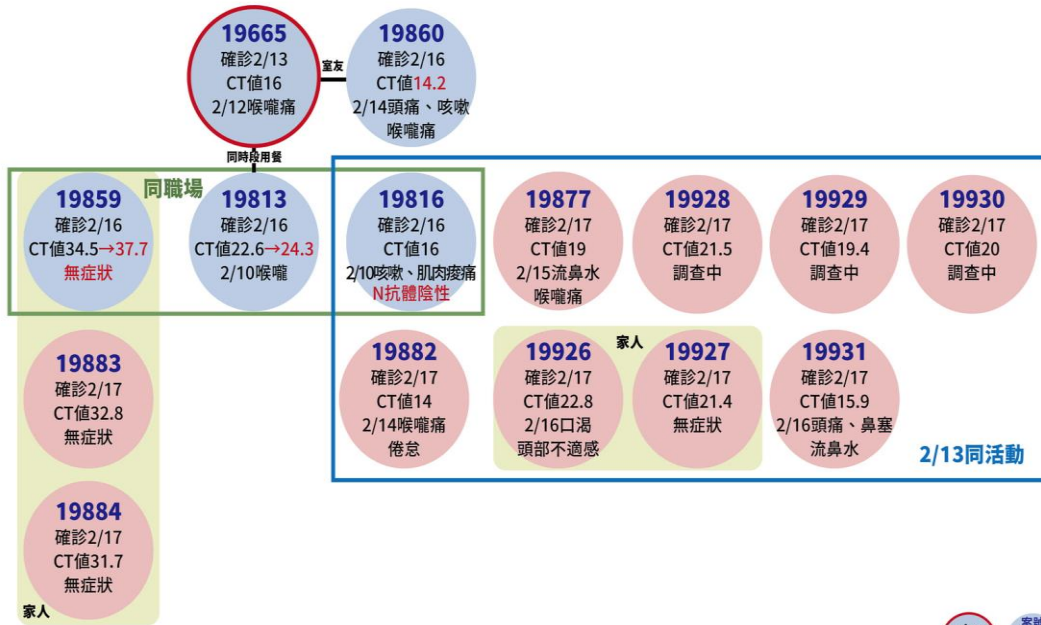 19665
確診2/13
CT值16
2/12喉嚨痛
室友
19860
確診2/16
CT值14.2
2/14頭痛、咳嗽
喉嚨痛
同時段用餐
同職場
19859
確診2/16
CT值34.5→37.7
無症狀
19813
確診2/16
CT值22.6→24.3
2/10喉嚨
19816
確診2/16
CT值16
2/10咳嗽、肌肉痠痛
N抗體陰性
19877
確診2/17
CT值19
2/15流鼻水
喉嚨痛
19928
確診2/17
CT值21.5
調查中
19929
確診2/17
CT值19.4
調查中
19930
確診2/17
CT值20
調查中
19883
確診2/17
CT值32.8
無症狀
19882
確診2/17
CT值14
2/14喉嚨痛
倦怠
家人
19926
確診2/17
CT值22.8
2/16口渴
頭部不適感
19927
確診2/17
CT值21.4
無症狀
19931
確診2/17
CT值15.9
2/16頭痛、鼻塞
流鼻水
2/13同活動
19884
確診2/17
CT值31.7
無症狀
家人
案號